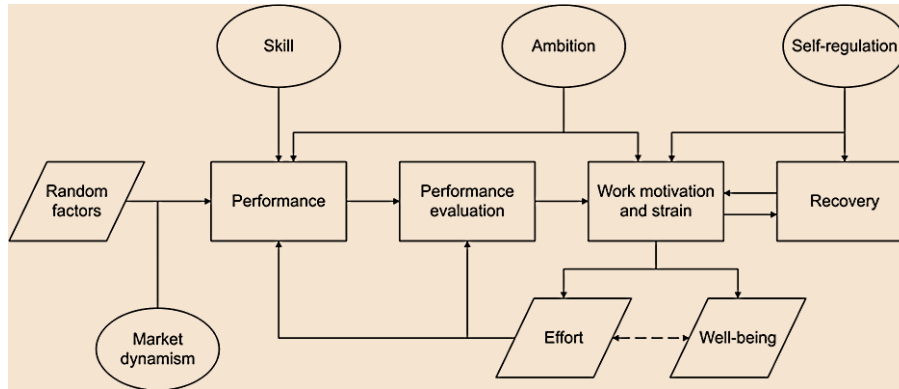 Skill
Ambition
Self-regulation
Random
factors
Performance
Performance
evaluation
Work motivation
and strain
Recovery
Market
dynamism
Effort
Well-being